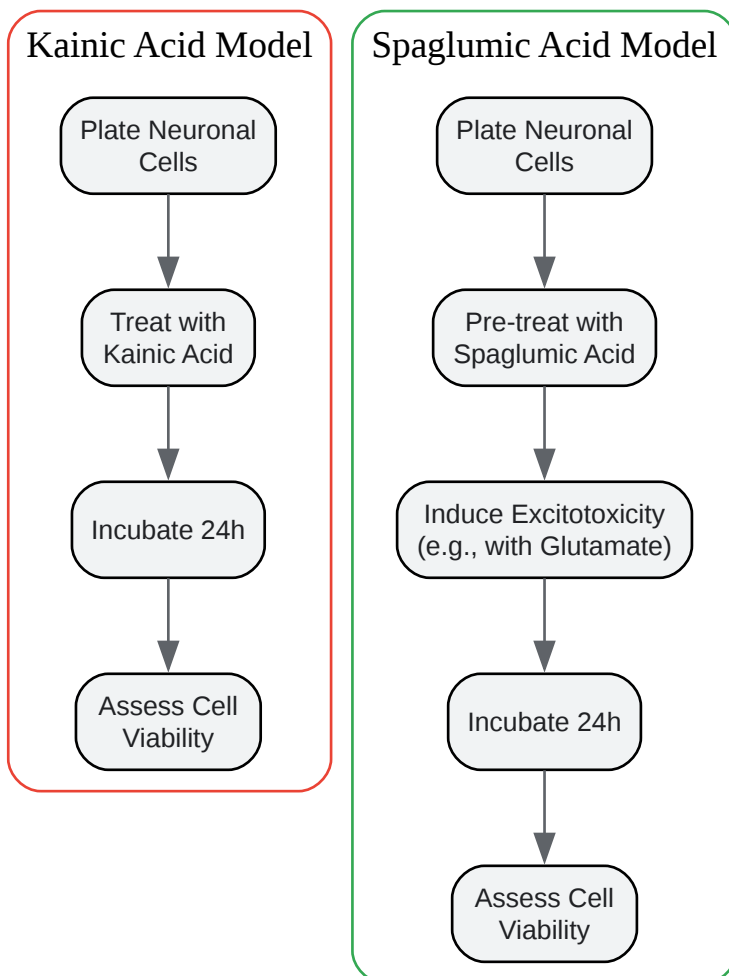 Kainic Acid Model
Plate Neuronal
Cells
Treat with
Kainic Acid
Incubate 24h
Assess Cell
Viability
Spaglumic Acid Model
Plate Neuronal
Cells
Pre-treat with
Spaglumic Acid
Induce Excitotoxicity
(e.g., with Glutamate)
Incubate 24h
Assess Cell
Viability